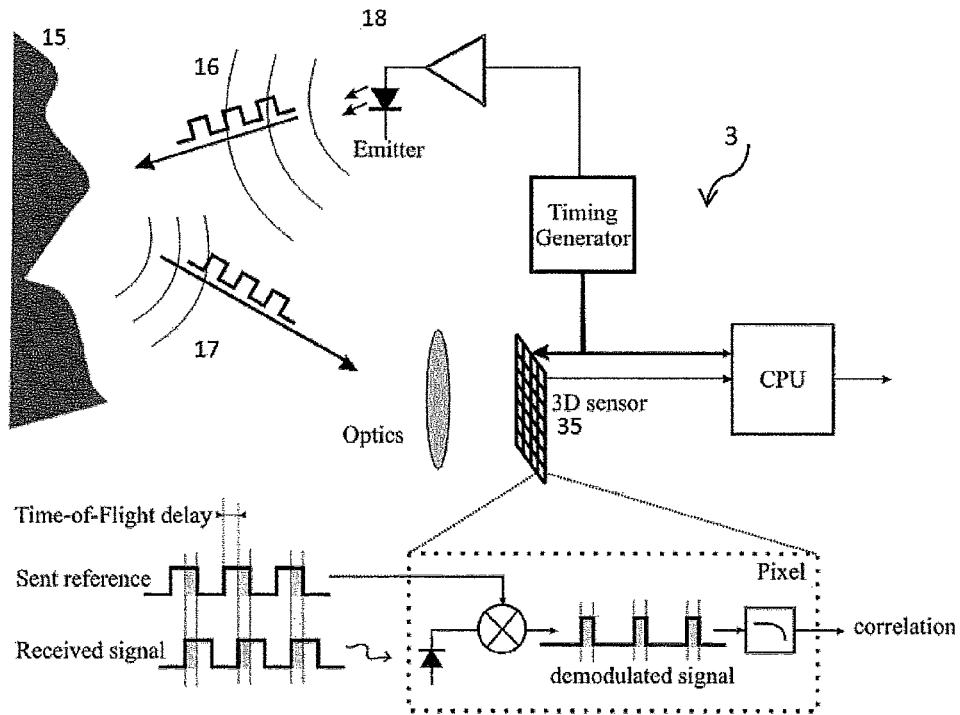 15
18
16
Emitter
3
Timing
Generator
17
CPU
3D sensor
35
Optics
Time-of-Flight delay
Sent reference
Pixel
Received signal
correlation
demodulated signal